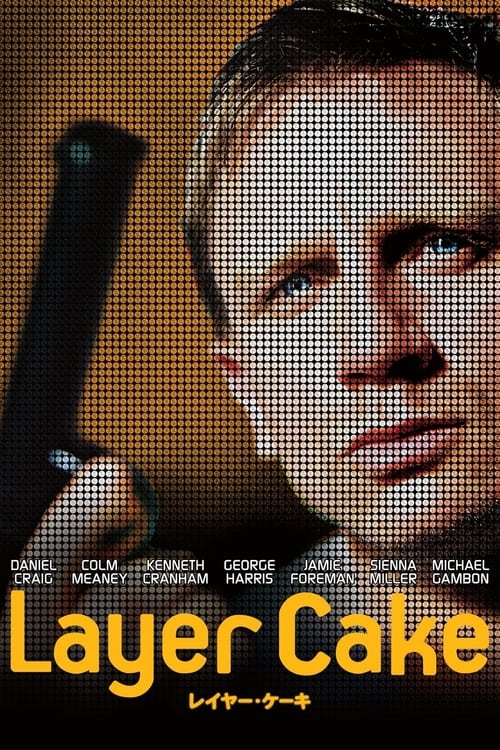 DANIEL COLM KENNETH GEORGE JAMIE SIENNA MICHAEL
CRAIG MEANEY CRANHAM HARRIS FOREMAN MILLER GAMBON
Layer Cake
レイヤー・ケーキ